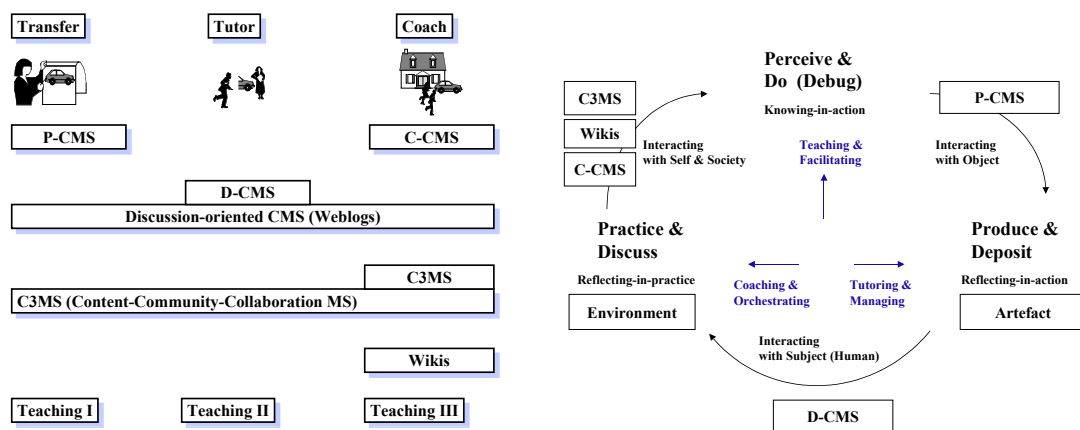 Transfer
Tutor
Coach
P-CMS
C-CMS
D-CMS
Discussion-oriented CMS (Weblogs)
C3MS
C3MS (Content-Community-Collaboration MS)
Wikis
Teaching I
Teaching II
Teaching III
Perceive &
Do (Debug)
Knowing-in-action
C3MS
Wikis
C-CMS
P-CMS
Interacting
with Self & Society
Teaching &
Facilitating
Interacting
with Object
Practice &
Discuss
Reflecting-in-practice
Environment
Produce &
Deposit
Reflecting-in-action
Artefact
Coaching &
Orchestrating
Tutoring &
Managing
Interacting
with Subject (Human)
D-CMS